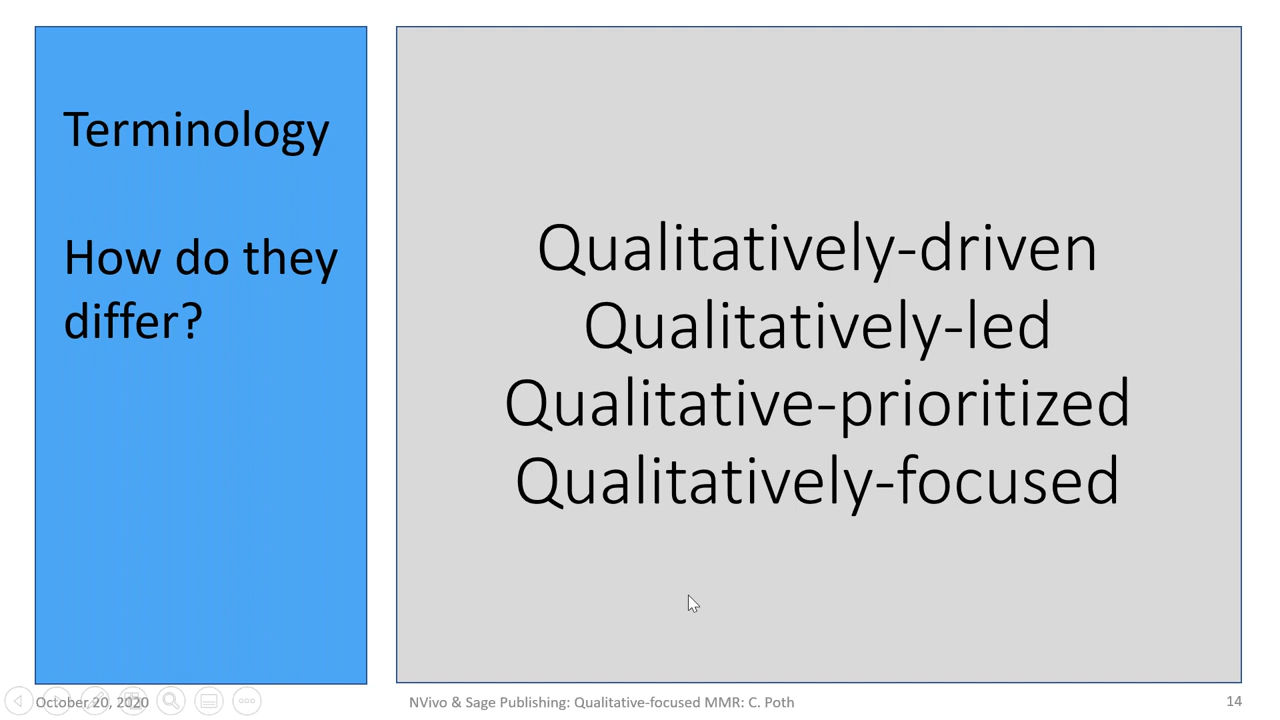 Terminology
How do they
differ?
Qualitatively-driven
Qualitatively-led
Qualitative-prioritized
Qualitatively-focused
October 20, 2020
NVivo & Sage Publishing: Qualitative-focused MMR: C. Poth
14